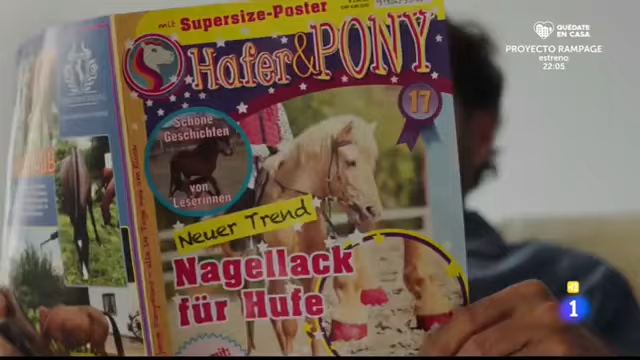 mit Supersize-Poster
Hafer&PONY
17
Schöne
Geschichten
von
Leserinnen
Neuer Trend
Nagellack
für Hufe
QUÉDATE
EN CASA
PROYECTO RAMPAGE
estreno
22:05
1